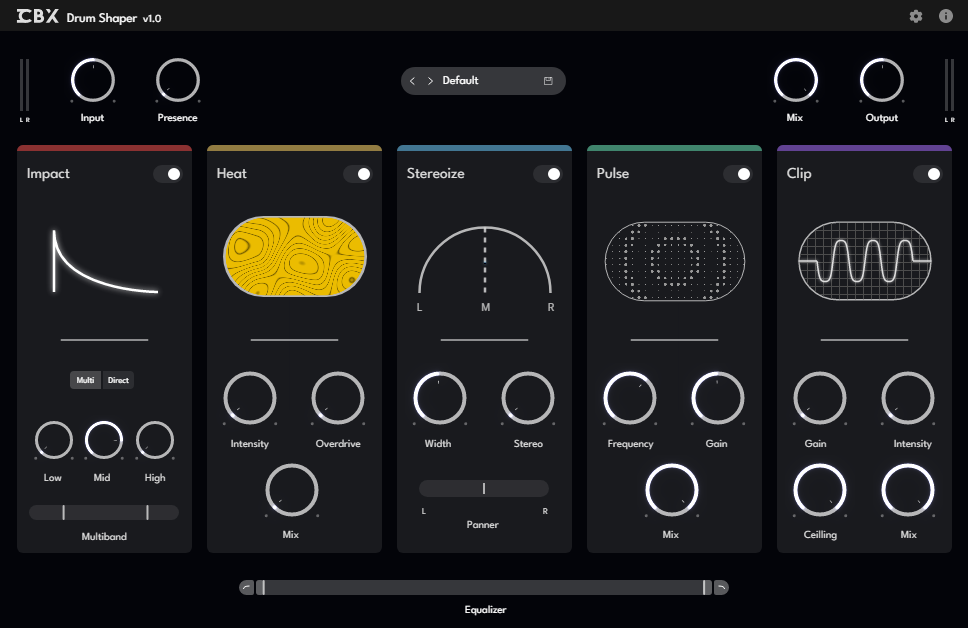 CBX Drum Shaper v1.0
Default
L R
Input
Presence
Mix
Output
L R
Impact
Heat
Stereoize
Pulse
Clip
L
M
R
Multi
Direct
Intensity
Overdrive
Width
Stereo
Frequency
Gain
Gain
Intensity
Low
Mid
High
L
R
Panner
Multiband
Mix
Mix
Ceilling
Mix
Equalizer